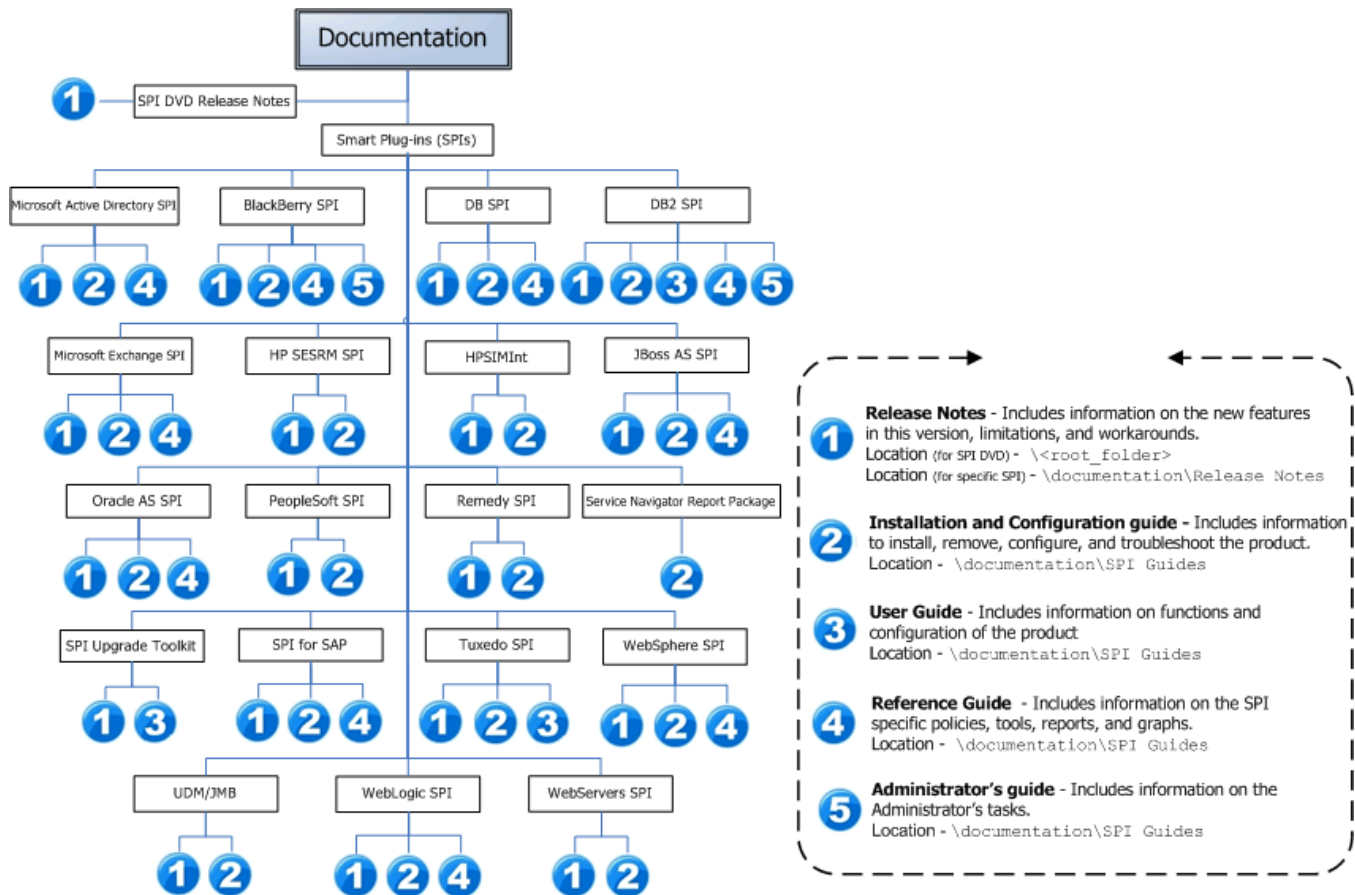 Documentation
1
SPI DVD Release Notes
Smart Plug-ins (SPIs)
Microsoft Active Directory SPI
BlackBerry SPI
DB SPI
DB2 SPI
1 2 4
1 2 4 5
1 2 4
1 2 3 4 5
Microsoft Exchange SPI
HP SESRM SPI
HPSIMInt
JBoss AS SPI
1 2 4
1 2
1 2
1 2 4
Oracle AS SPI
PeopleSoft SPI
Remedy SPI
Service Navigator Report Package
1 2 4
1 2
1 2
2
SPI Upgrade Toolkit
SPI for SAP
Tuxedo SPI
WebSphere SPI
1 3
1 2 4
1 2 3
1 2 4
UDM/JMB
WebLogic SPI
WebServers SPI
1 2
1 2 4
1 2
1
Release Notes - Includes information on the new features
in this version, limitations, and workarounds.
Location (for SPI DVD) - \<root_folder>
Location (for specific SPI) - \documentation\Release Notes
2
Installation and Configuration guide - Includes information
to install, remove, configure, and troubleshoot the product.
Location - \documentation\SPI Guides
3
User Guide - Includes information on functions and
configuration of the product
Location - \documentation\SPI Guides
4
Reference Guide - Includes information on the SPI
specific policies, tools, reports, and graphs.
Location - \documentation\SPI Guides
5
Administrator's guide - Includes information on the
Administrator's tasks.
Location - \documentation\SPI Guides